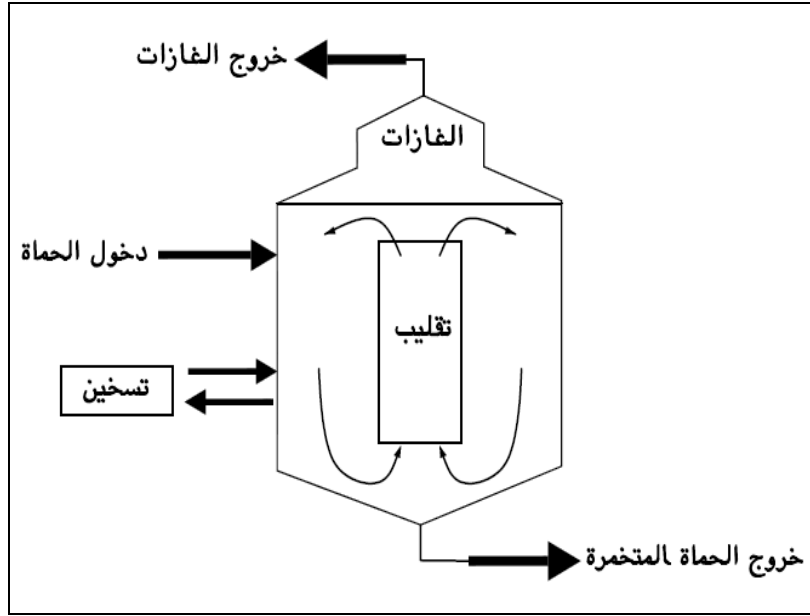 خروج الغازات
الغازات
دخول الحماة
تقليب
تسخين
خروج الحماة المتخمرة